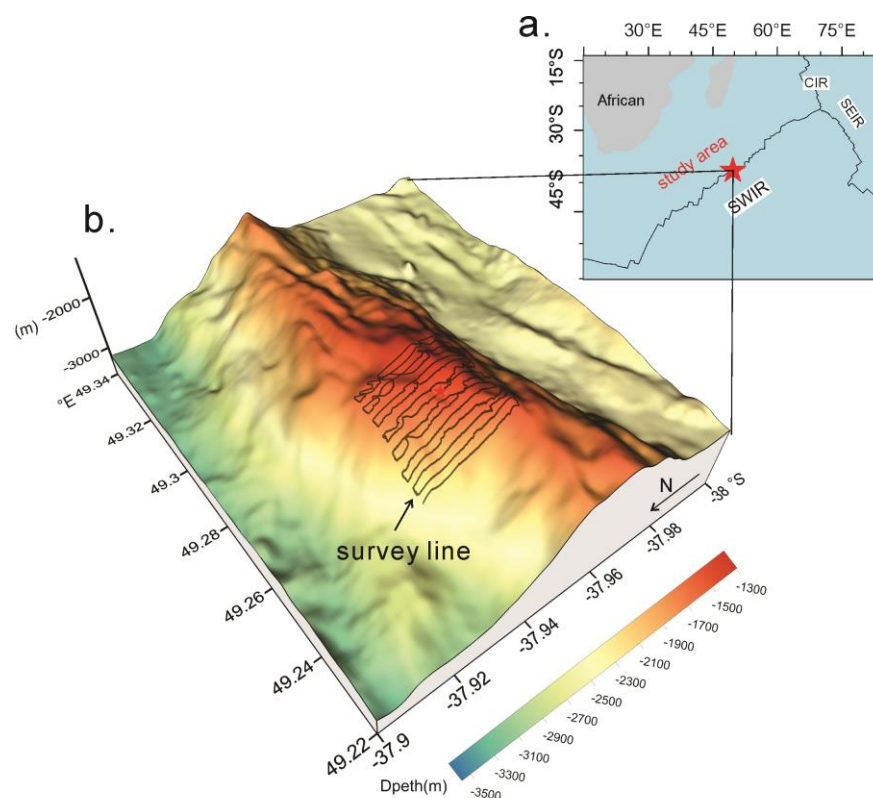 a.
30°E 45°E 60°E 75°E
15°S
30°S
45°S
African
CIR
SEIR
study area
SWIR
b.
(m)
-2000
-3000
°E
49.34
49.32
49.3
49.28
49.26
49.24
49.22
survey line
N
-38 °S
-37.98
-37.96
-37.94
-37.92
-37.9
-1300
-1500
-1700
-1900
-2100
-2300
-2500
-2700
-2900
-3100
-3300
-3500
Dpeth(m)